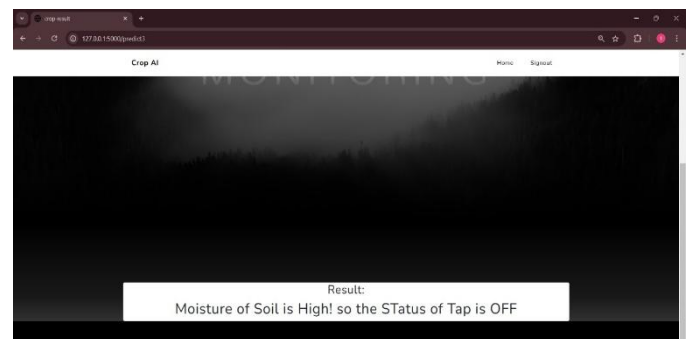 crop result
127.0.0.1:5000/predict3
Crop AI
Home Signout
MONITORING
Result:
Moisture of Soil is High! so the STatus of Tap is OFF